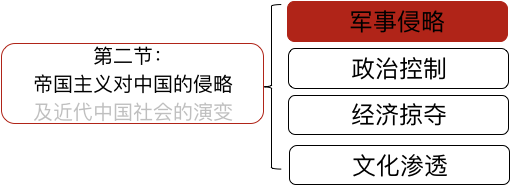 第二节：
帝国主义对中国的侵略
及近代中国社会的演变
军事侵略
政治控制
经济掠夺
文化渗透